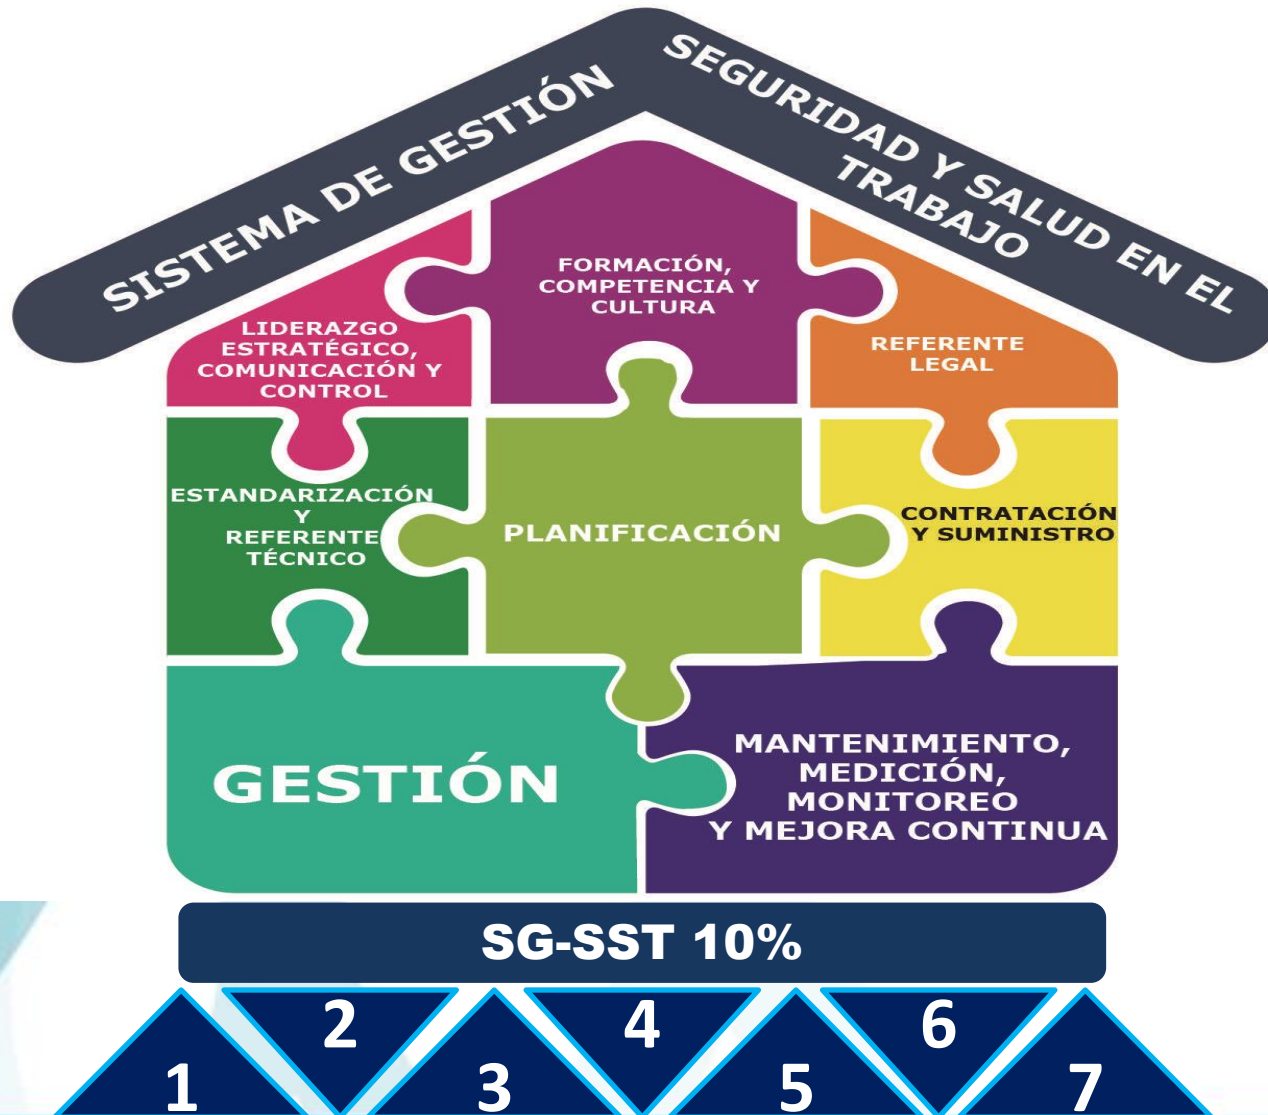 SISTEMA DE GESTIÓN
SEGURIDAD Y SALUD EN EL
TRABAJO
FORMACIÓN,
COMPETENCIA Y
CULTURA
LIDERAZGO
ESTRATÉGICO,
COMUNICACIÓN Y
CONTROL
REFERENTE
LEGAL
ESTANDARIZACIÓN
Y
REFERENTE
TÉCNICO
PLANIFICACIÓN
CONTRATACIÓN
Y SUMINISTRO
GESTIÓN
MANTENIMIENTO,
MEDICIÓN,
MONITOREO
Y MEJORA CONTINUA
SG-SST 10%
1
2
3
4
5
6
7